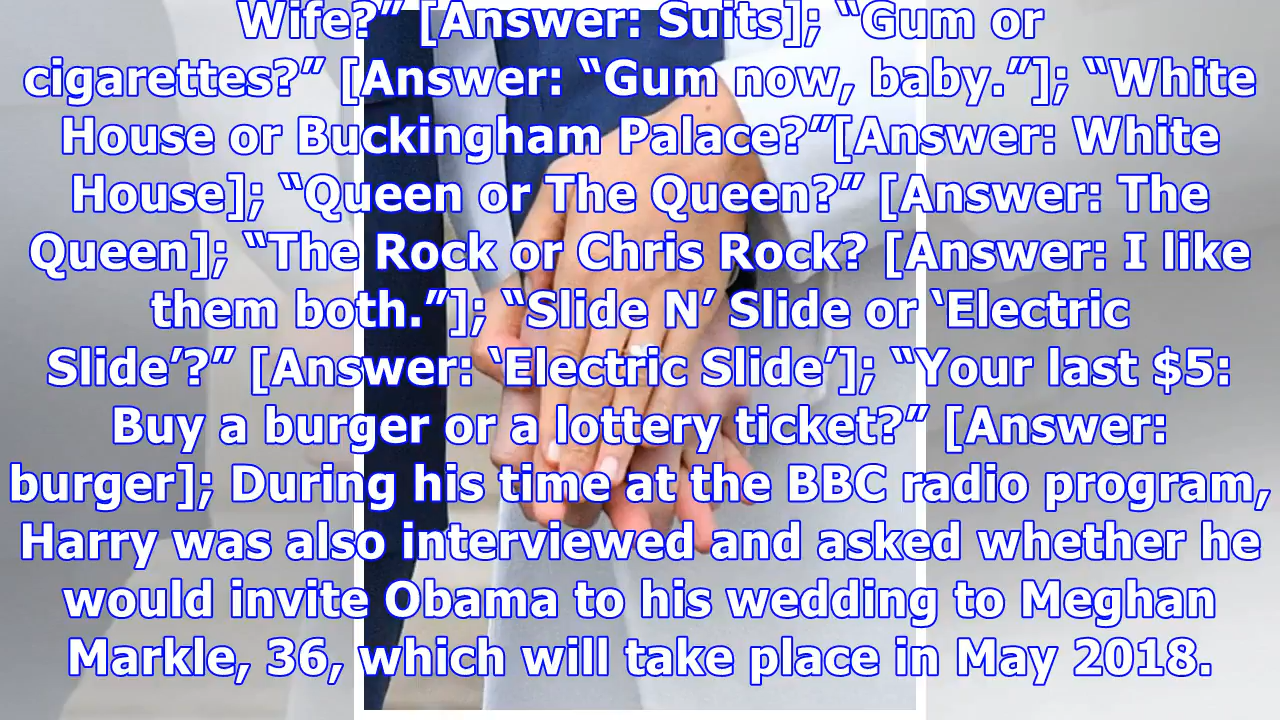 Wife?” [Answer: Suits]; “Gum or
cigarettes?” [Answer: “Gum now, baby.”]; “White
House or Buckingham Palace?”[Answer: White
House]; “Queen or The Queen?” [Answer: The
Queen]; “The Rock or Chris Rock? [Answer: I like
them both.”]; “Slide N’ Slide or ‘Electric
Slide’?” [Answer: ‘Electric Slide’]; “Your last $5:
Buy a burger or a lottery ticket?” [Answer:
burger]; During his time at the BBC radio program,
Harry was also interviewed and asked whether he
would invite Obama to his wedding to Meghan
Markle, 36, which will take place in May 2018.